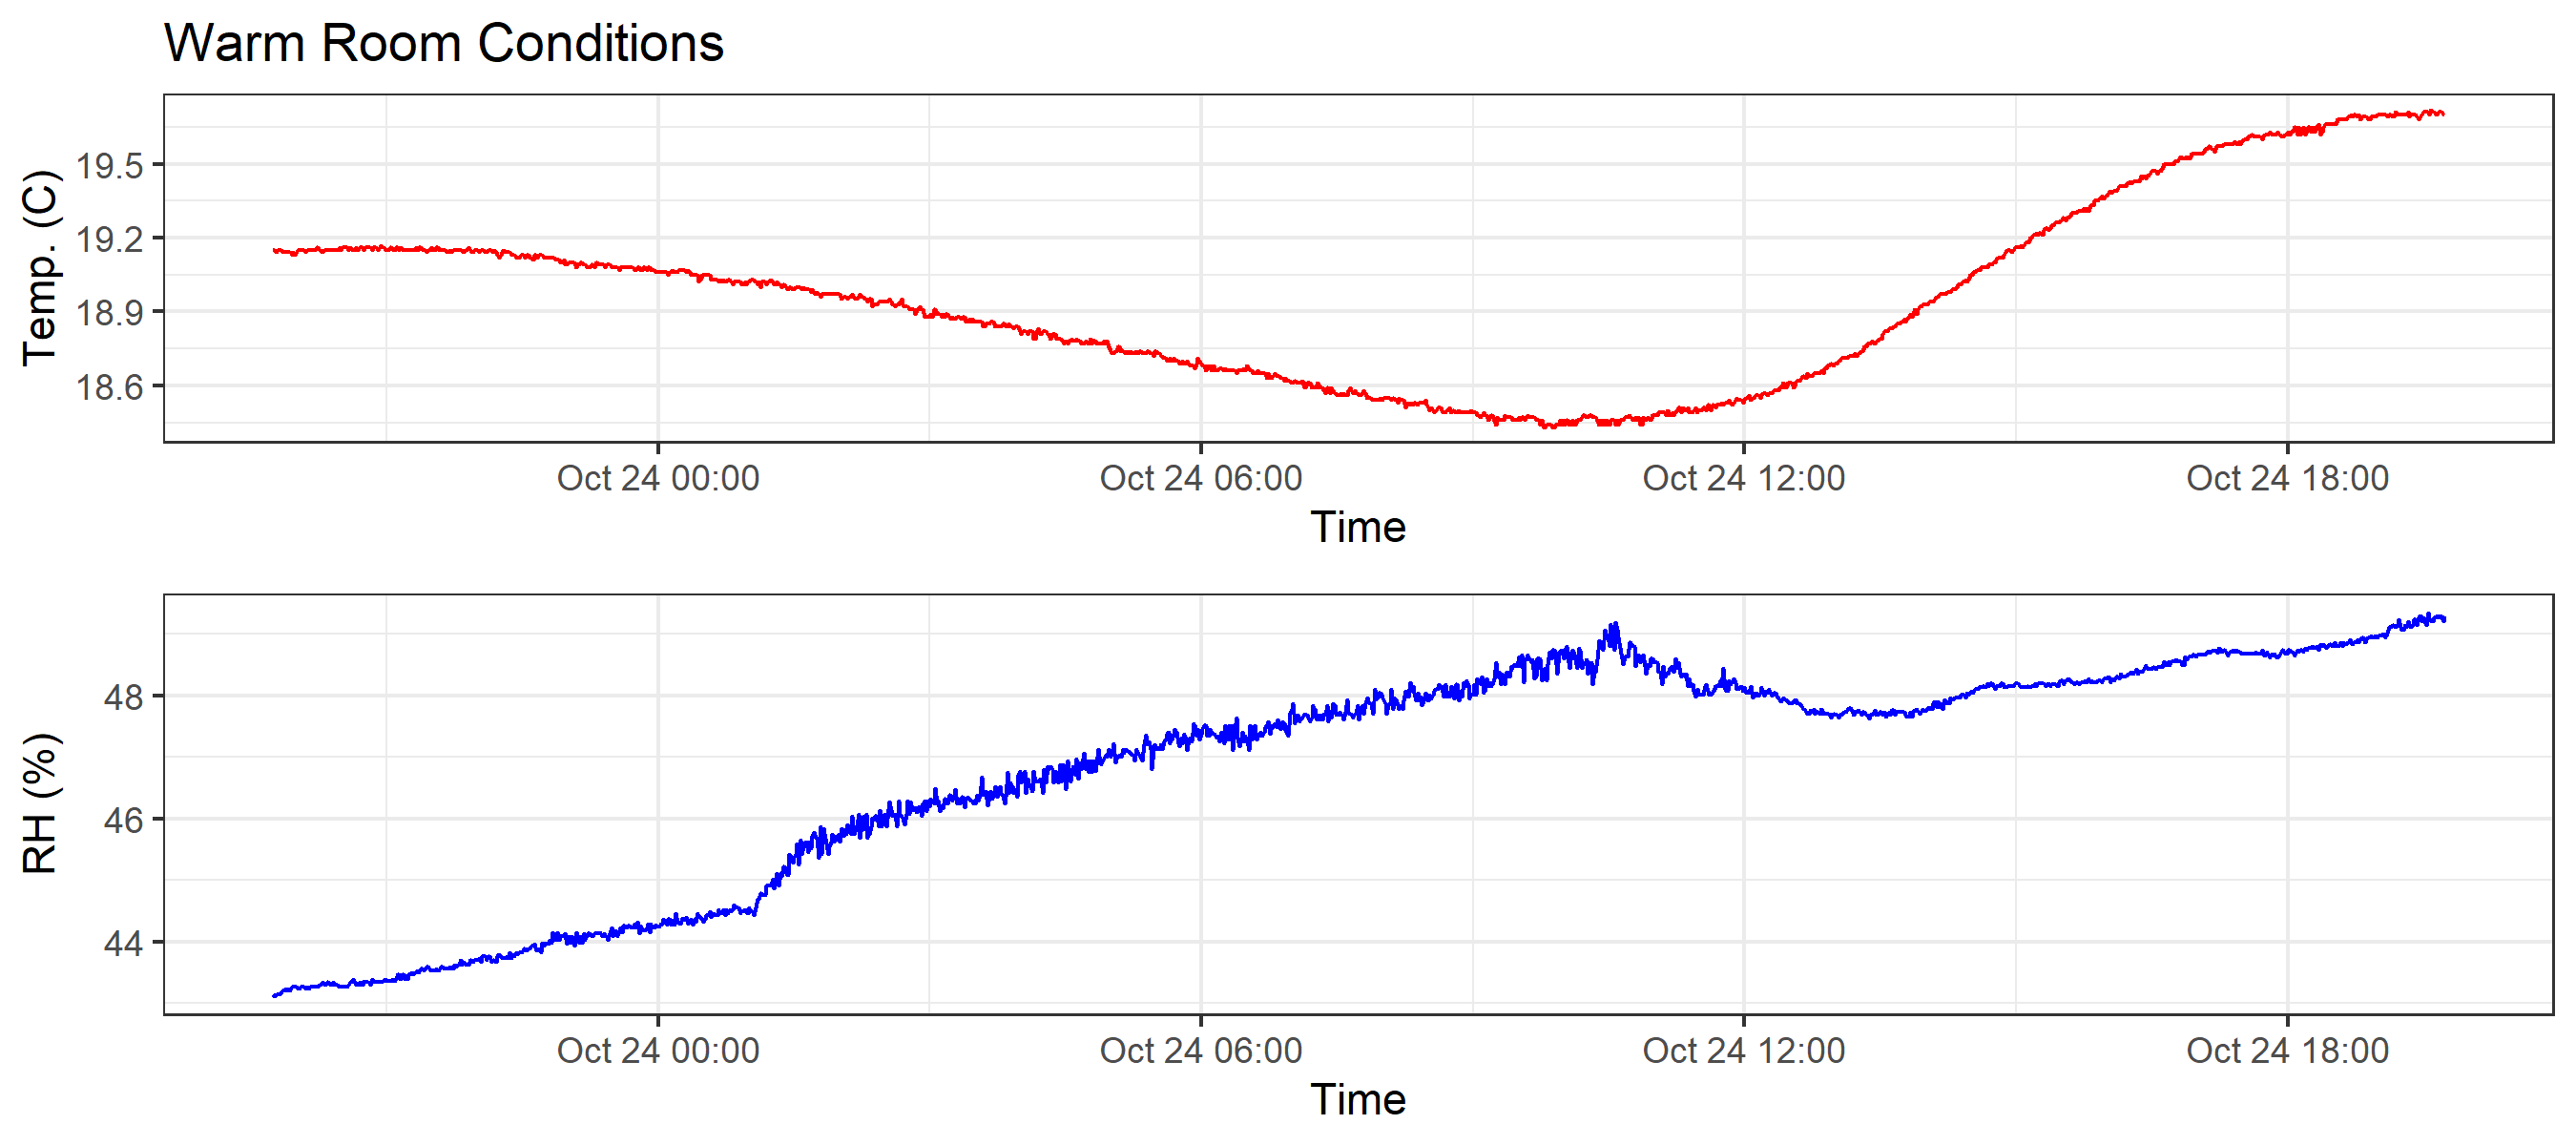 Warm Room Conditions
Temp. (C)
19.5
19.2
18.9
18.6
Oct 24 00:00 Oct 24 06:00 Oct 24 12:00 Oct 24 18:00
Time
RH (%)
48
46
44
Oct 24 00:00 Oct 24 06:00 Oct 24 12:00 Oct 24 18:00
Time